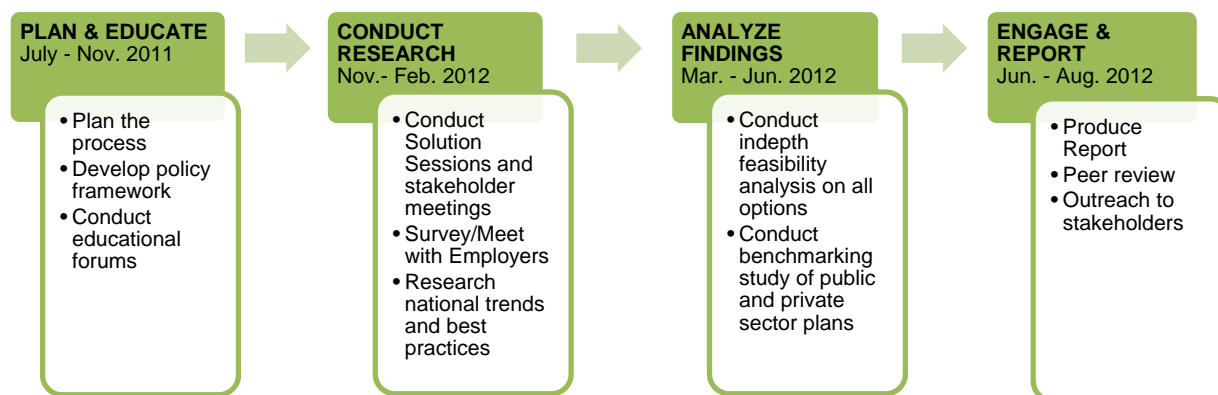 PLAN & EDUCATE
July - Nov. 2011
• Plan the
process
• Develop policy
framework
• Conduct
educational
forums
CONDUCT
RESEARCH
Nov.- Feb. 2012
• Conduct
Solution
Sessions and
stakeholder
meetings
• Survey/Meet
with Employers
• Research
national trends
and best
practices
ANALYZE
FINDINGS
Mar. - Jun. 2012
• Conduct
indepth
feasibility
analysis on all
options
• Conduct
benchmarking
study of public
and private
sector plans
ENGAGE &
REPORT
Jun. - Aug. 2012
• Produce
Report
• Peer review
• Outreach to
stakeholders